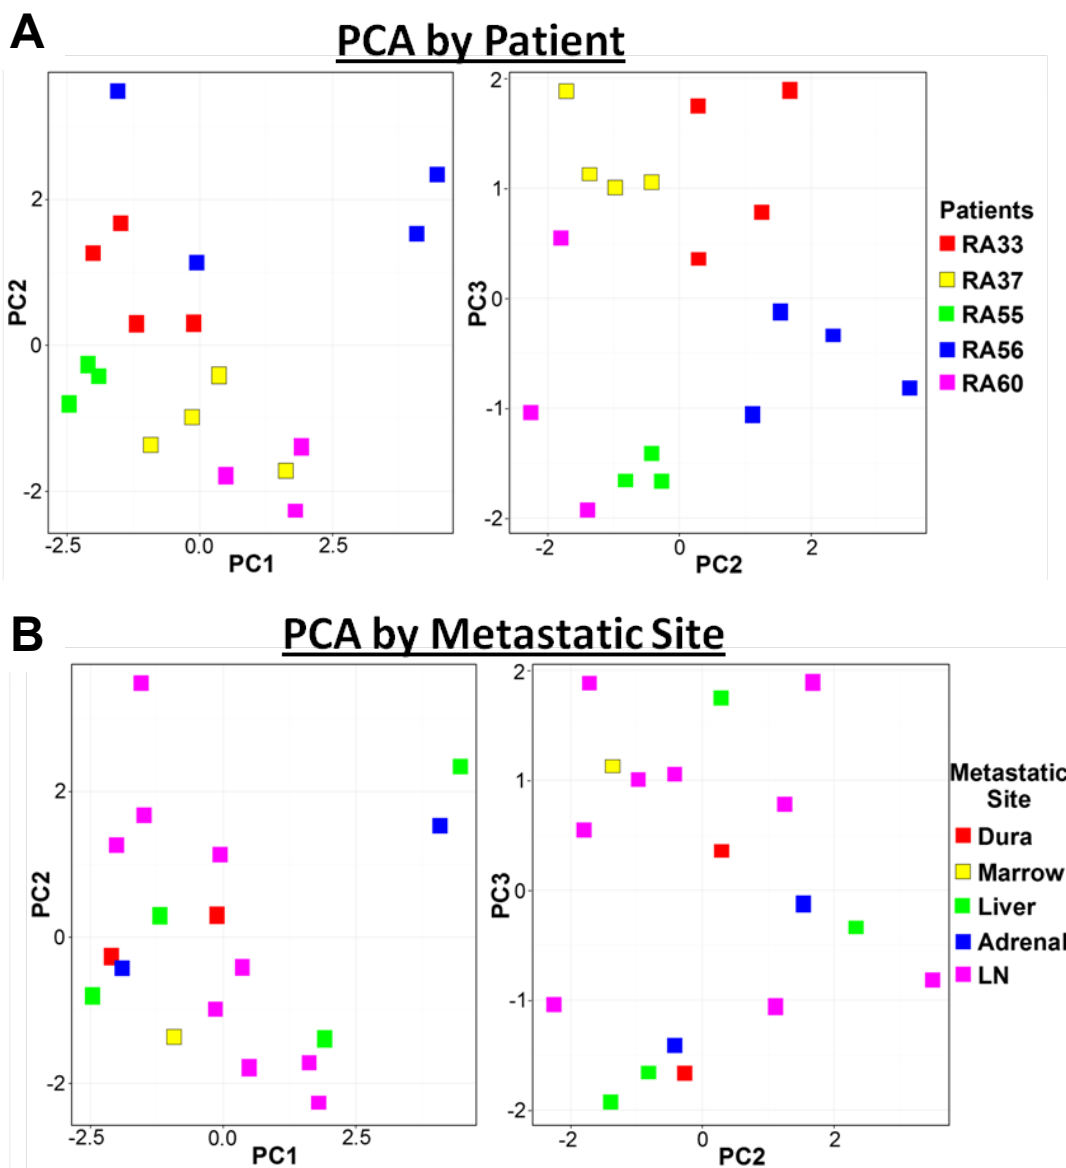 A
PCA by Patient
2
0
-2
PC2
-2.5
0.0
2.5
PC1
2
1
0
-1
-2
PC3
-2
0
2
PC2
Patients
RA33
RA37
RA55
RA56
RA60
B
PCA by Metastatic Site
2
0
-2
PC2
-2.5
0.0
2.5
PC1
2
1
0
-1
-2
PC3
-2
0
2
PC2
Metastatic
Site
Dura
Marrow
Liver
Adrenal
LN